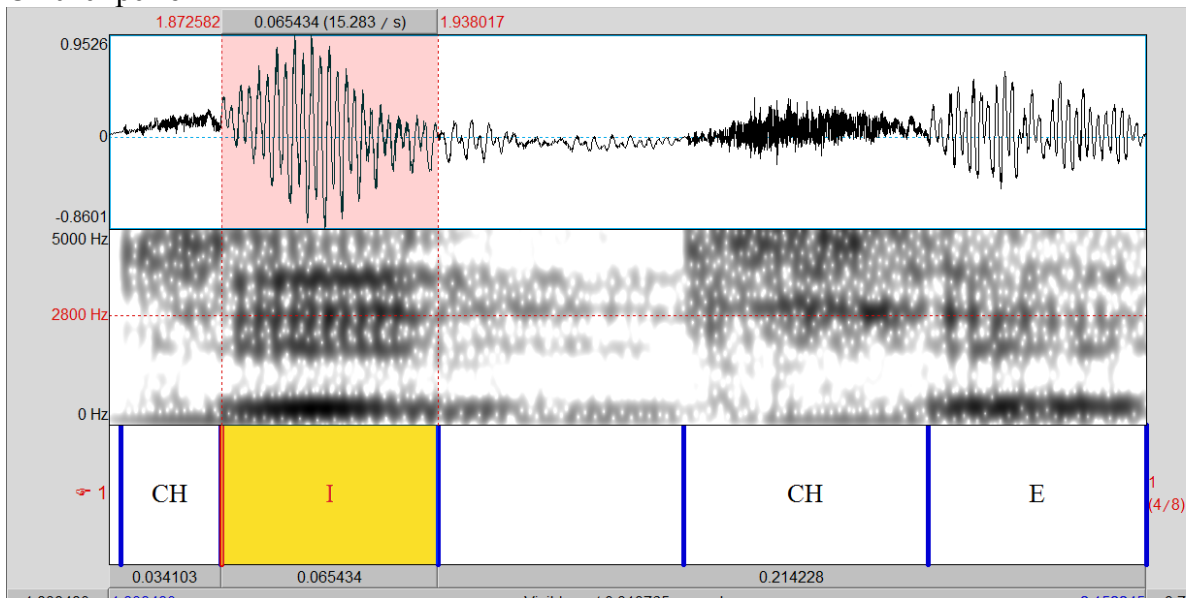 1.872582 0.065434 (15.283 / s) 1.938017
0.9526
0
-0.8601
5000 Hz
2800 Hz
0 Hz
☞ 1 CH I CH E 1
(4/8)
0.034103 0.065434 0.214228